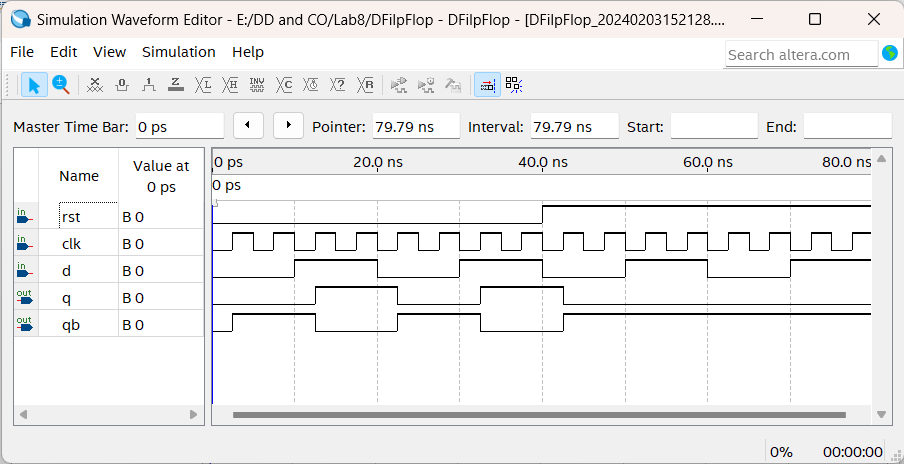 Simulation Waveform Editor - E:/DD and CO/Lab8/DFilpFlop - DFilpFlop - [DFilpFlop_20240203152128....
File Edit View Simulation Help
Search altera.com
Master Time Bar: 0 ps Pointer: 79.79 ns Interval: 79.79 ns Start: End:
Name Value at 0 ps
0 ps 20.0 ns 40.0 ns 60.0 ns 80.0 ns
0 ps
in rst B 0
in clk B 0
in d B 0
out q B 0
out qb B 0
0% 00:00:00